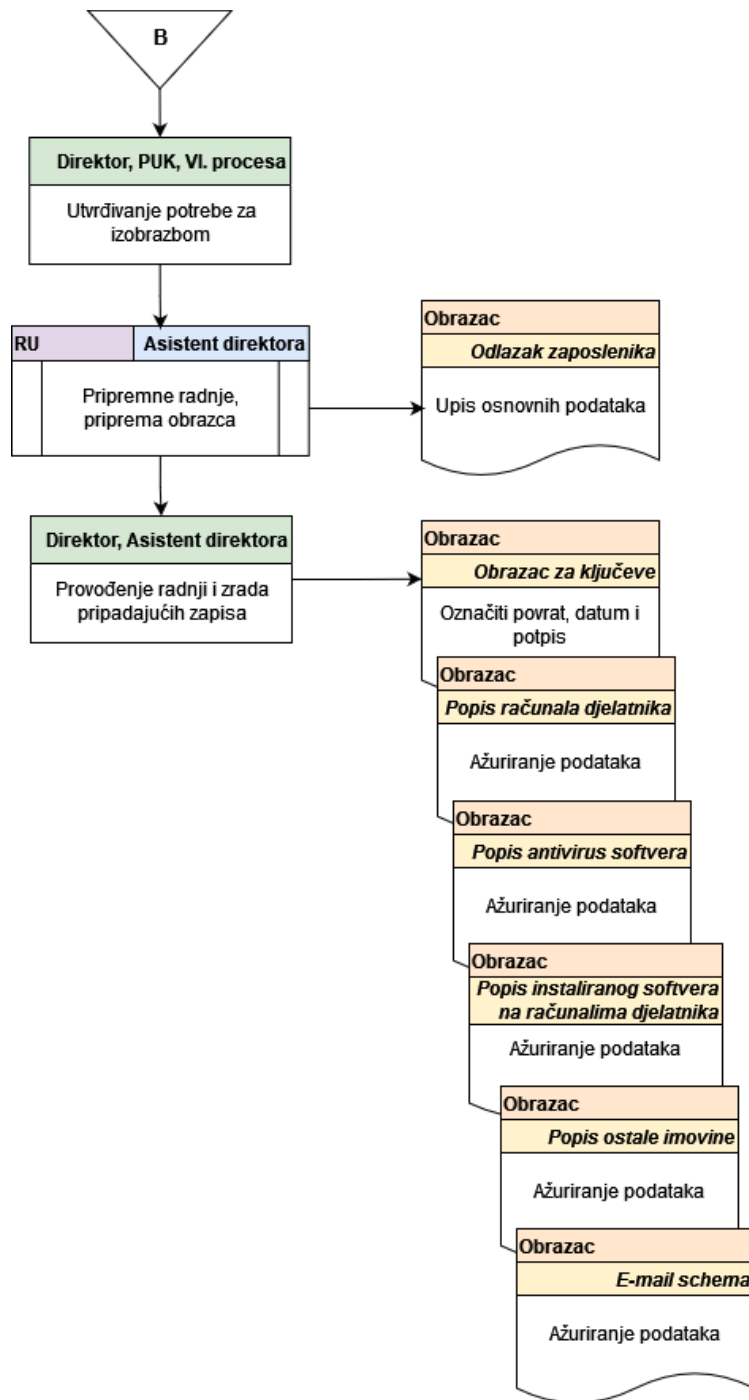 B
Direktor, PUK, VI. procesa
Utvrđivanje potrebe za
izobrazbom
RU
Asistent direktora
Pripremne radnje,
priprema obrazca
Obrazac
Odlazak zaposlenika
Upis osnovnih podataka
Direktor, Asistent direktora
Provođenje radnji i zrada
pripadajućih zapisa
Obrazac
Obrazac za ključeve
Označiti povrat, datum i
potpis
Obrazac
Popis računala djelatnika
Ažuriranje podataka
Obrazac
Popis antivirus softvera
Ažuriranje podataka
Obrazac
Popis instaliranog softvera
na računalima djelatnika
Ažuriranje podataka
Obrazac
Popis ostale imovine
Ažuriranje podataka
Obrazac
E-mail schema
Ažuriranje podataka